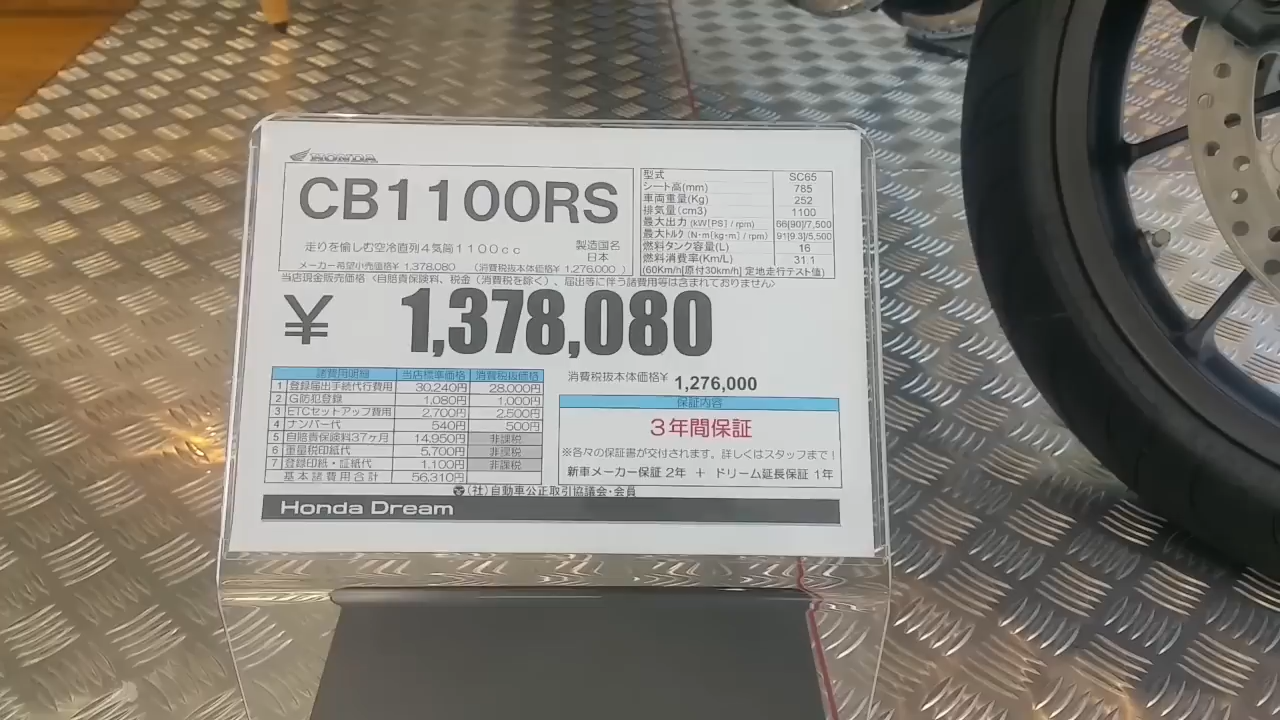 HONDA
CB1100RS
走りを愉しむ空冷直列4気筒1100cc
製造国名
日本
メーカー希望小売価格¥ 1,378,080 (消費税抜本体価格¥ 1,276,000 )
型式 SC65
シート高(mm) 785
車両重量(Kg) 252
排気量(cm3) 1100
最大出力(kW[PS] / rpm) 66[90]/7,500
最大トルク(N・m[kg・m] / rpm) 91[9.3]/5,500
燃料タンク容量(L) 16
燃料消費率(Km/L) 31.1
(60Km/h[原付30km/h] 定地走行テスト値)
当店現金販売価格〈自賠責保険料、税金(消費税を除く)、届出等に伴う諸費用等は含まれておりません〉
¥ 1,378,080
諸費用明細 当店標準価格 消費税抜価格
1 登録届出手続代行費用 30,240円 28,000円
2 G防犯登録 1,080円 1,000円
3 ETCセットアップ費用 2,700円 2,500円
4 ナンバー代 540円 500円
5 自賠責保険料37ヶ月 14,950円 非課税
6 重量税印紙代 5,700円 非課税
7 登録印紙・証紙代 1,100円 非課税
基本諸費用合計 56,310円
消費税抜本体価格¥ 1,276,000
保証内容
3年間保証
※各々の保証書が交付されます。詳しくはスタッフまで!
新車メーカー保証 2年 + ドリーム延長保証 1年
(社)自動車公正取引協議会・会員
Honda Dream